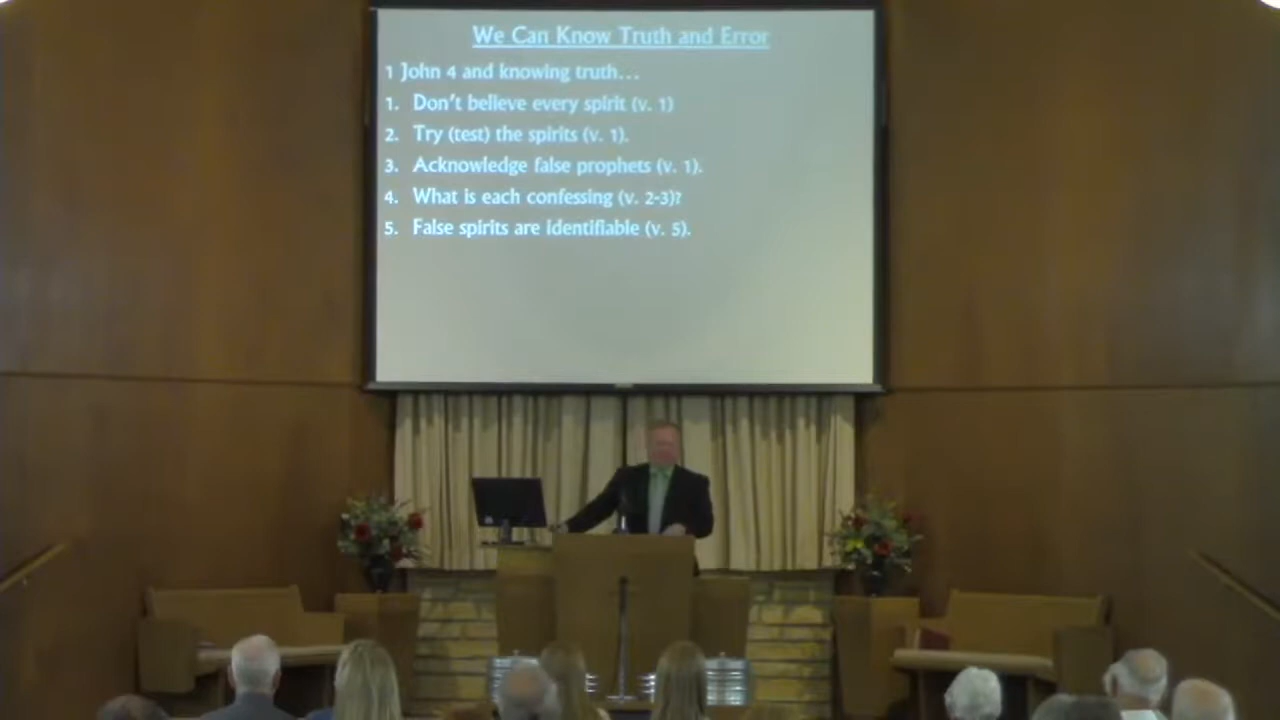 We Can Know Truth and Error
1 John 4 and knowing truth...
1. Don't believe every spirit (v. 1)
2. Try (test) the spirits (v. 1).
3. Acknowledge false prophets (v. 1).
4. What is each confessing (v. 2-3)?
5. False spirits are identifiable (v. 5).